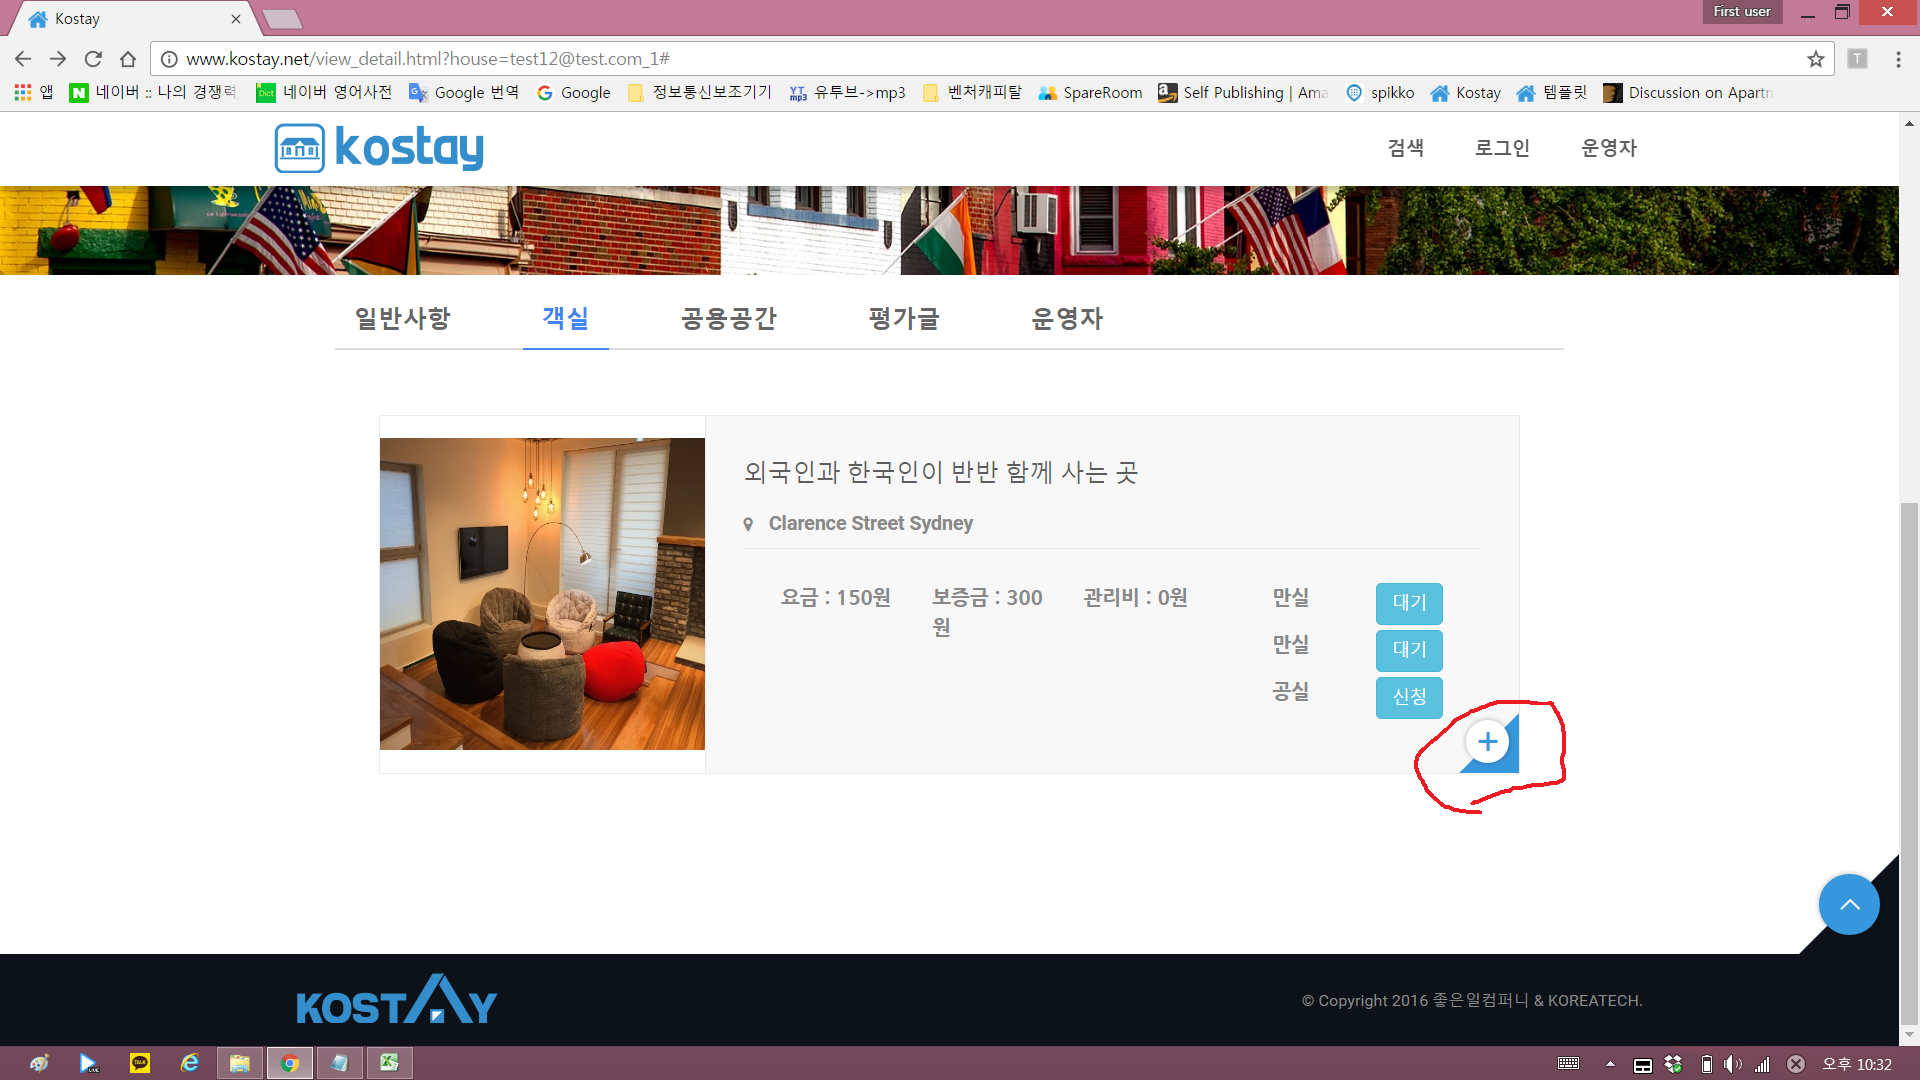 Kostay
First user
www.kostay.net/view_detail.html?house=test12@test.com_1#
T
앱
네이버 :: 나의 경쟁력
네이버 영어사전
Google 번역
Google
정보통신보조기기
유투브->mp3
벤처캐피탈
SpareRoom
Self Publishing | Ama
spikko
Kostay
템플릿
Discussion on Apartm
kostay
검색
로그인
운영자
일반사항
객실
공용공간
평가글
운영자
외국인과 한국인이 반반 함께 사는 곳
Clarence Street Sydney
요금 : 150원
보증금 : 300
원
관리비 : 0원
만실
대기
만실
대기
공실
신청
KOSTAY
© Copyright 2016 좋은일컴퍼니 & KOREATECH.
오후 10:32